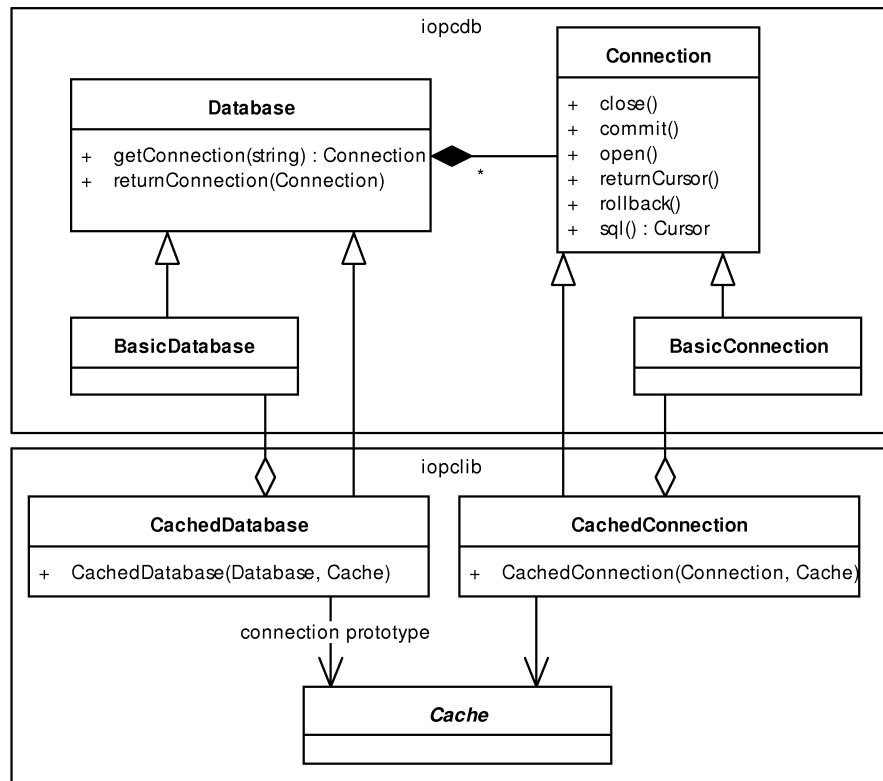 iopcdb
Connection
+ close()
+ commit()
+ open()
+ returnCursor()
+ rollback()
+ sql() : Cursor
Database
+ getConnection(string) : Connection
+ returnConnection(Connection)
*
BasicDatabase
BasicConnection
iopclib
CachedDatabase
+ CachedDatabase(Database, Cache)
CachedConnection
+ CachedConnection(Connection, Cache)
connection prototype
Cache